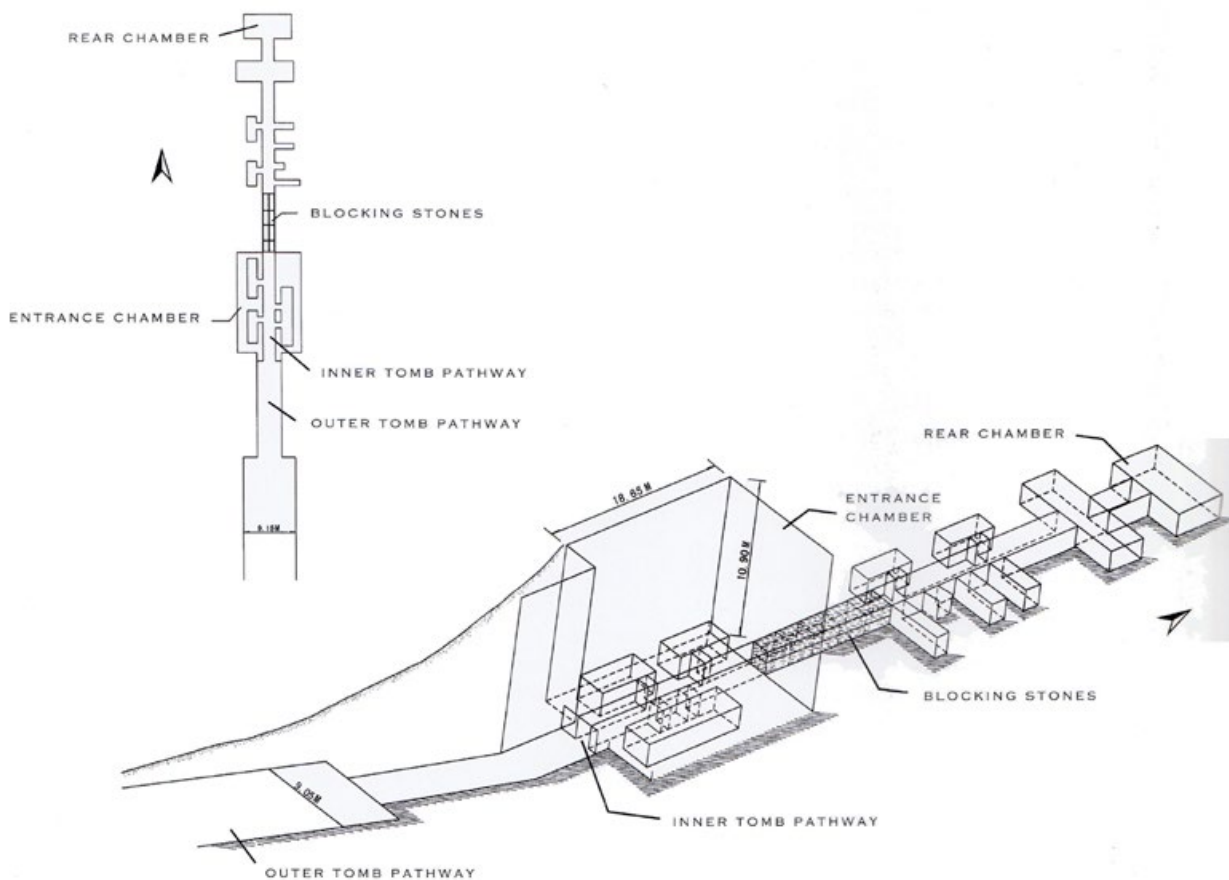 REAR CHAMBER
BLOCKING STONES
ENTRANCE CHAMBER
INNER TOMB PATHWAY
OUTER TOMB PATHWAY
9.15M
REAR CHAMBER
18.65M
ENTRANCE
CHAMBER
10.90M
BLOCKING STONES
9.05M
INNER TOMB PATHWAY
OUTER TOMB PATHWAY